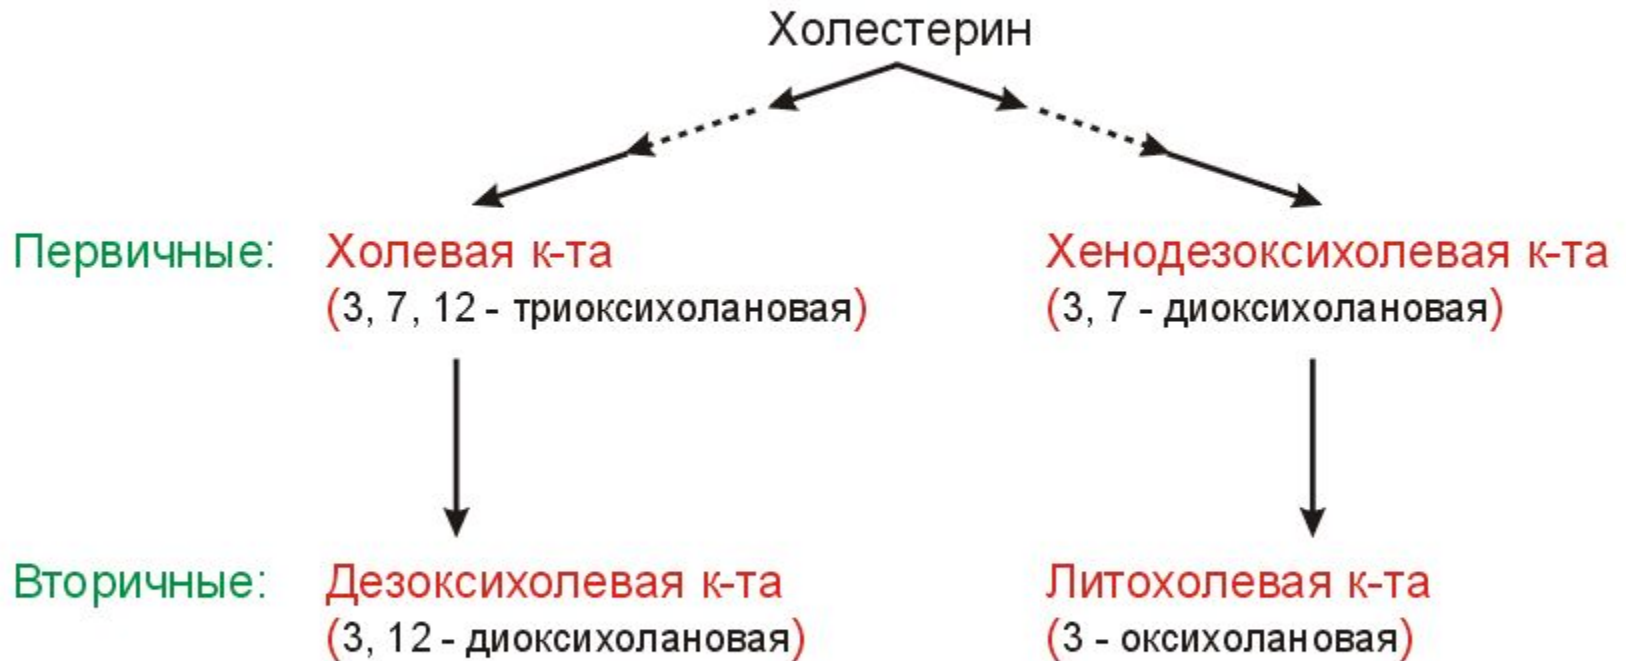 Холестерин
Первичные: Холевая к-та Хенодезоксихолевая к-та
(3, 7, 12 - триоксихолановая) (3, 7 - диоксихолановая)
Вторичные: Дезоксихолевая к-та Литохолевая к-та
(3, 12 - диоксихолановая) (3 - оксихолановая)